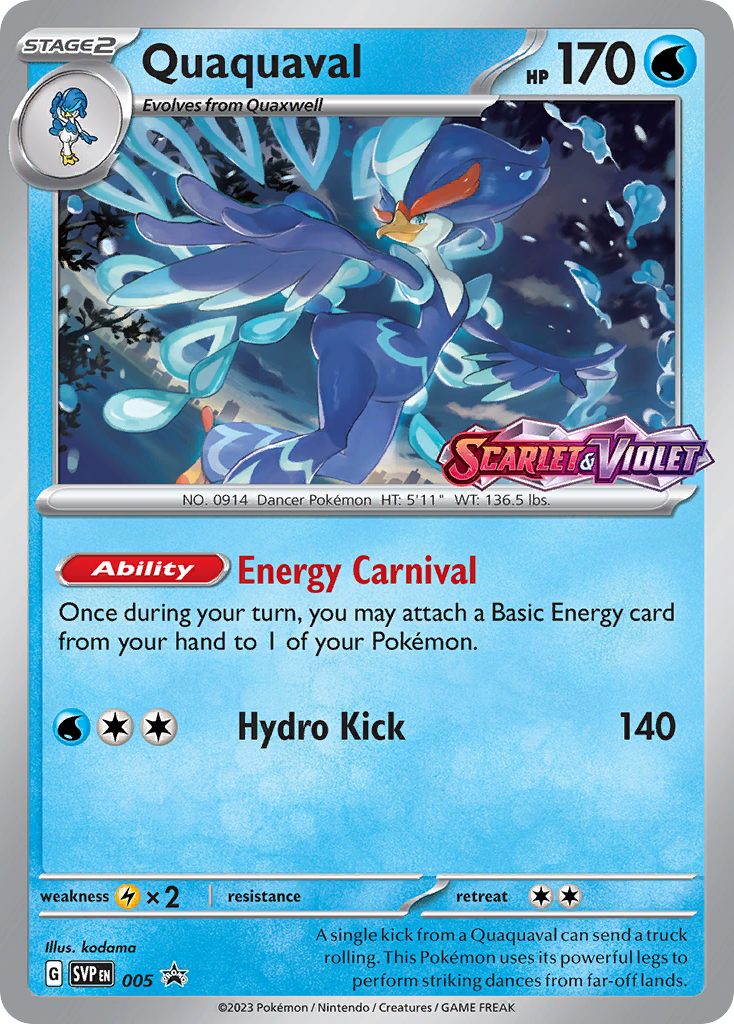 STAGE2
Quaquaval
HP 170
Evolves from Quaxwell
SCARLET & VIOLET
NO. 0914 Dancer Pokémon HT: 5'11" WT: 136.5 lbs.
Ability Energy Carnival
Once during your turn, you may attach a Basic Energy card
from your hand to 1 of your Pokémon.
Hydro Kick 140
weakness ×2 resistance retreat
Illus. kodama
G SVP EN 005 PROMO
A single kick from a Quaquaval can send a truck
rolling. This Pokémon uses its powerful legs to
perform striking dances from far-off lands.
©2023 Pokémon / Nintendo / Creatures / GAME FREAK